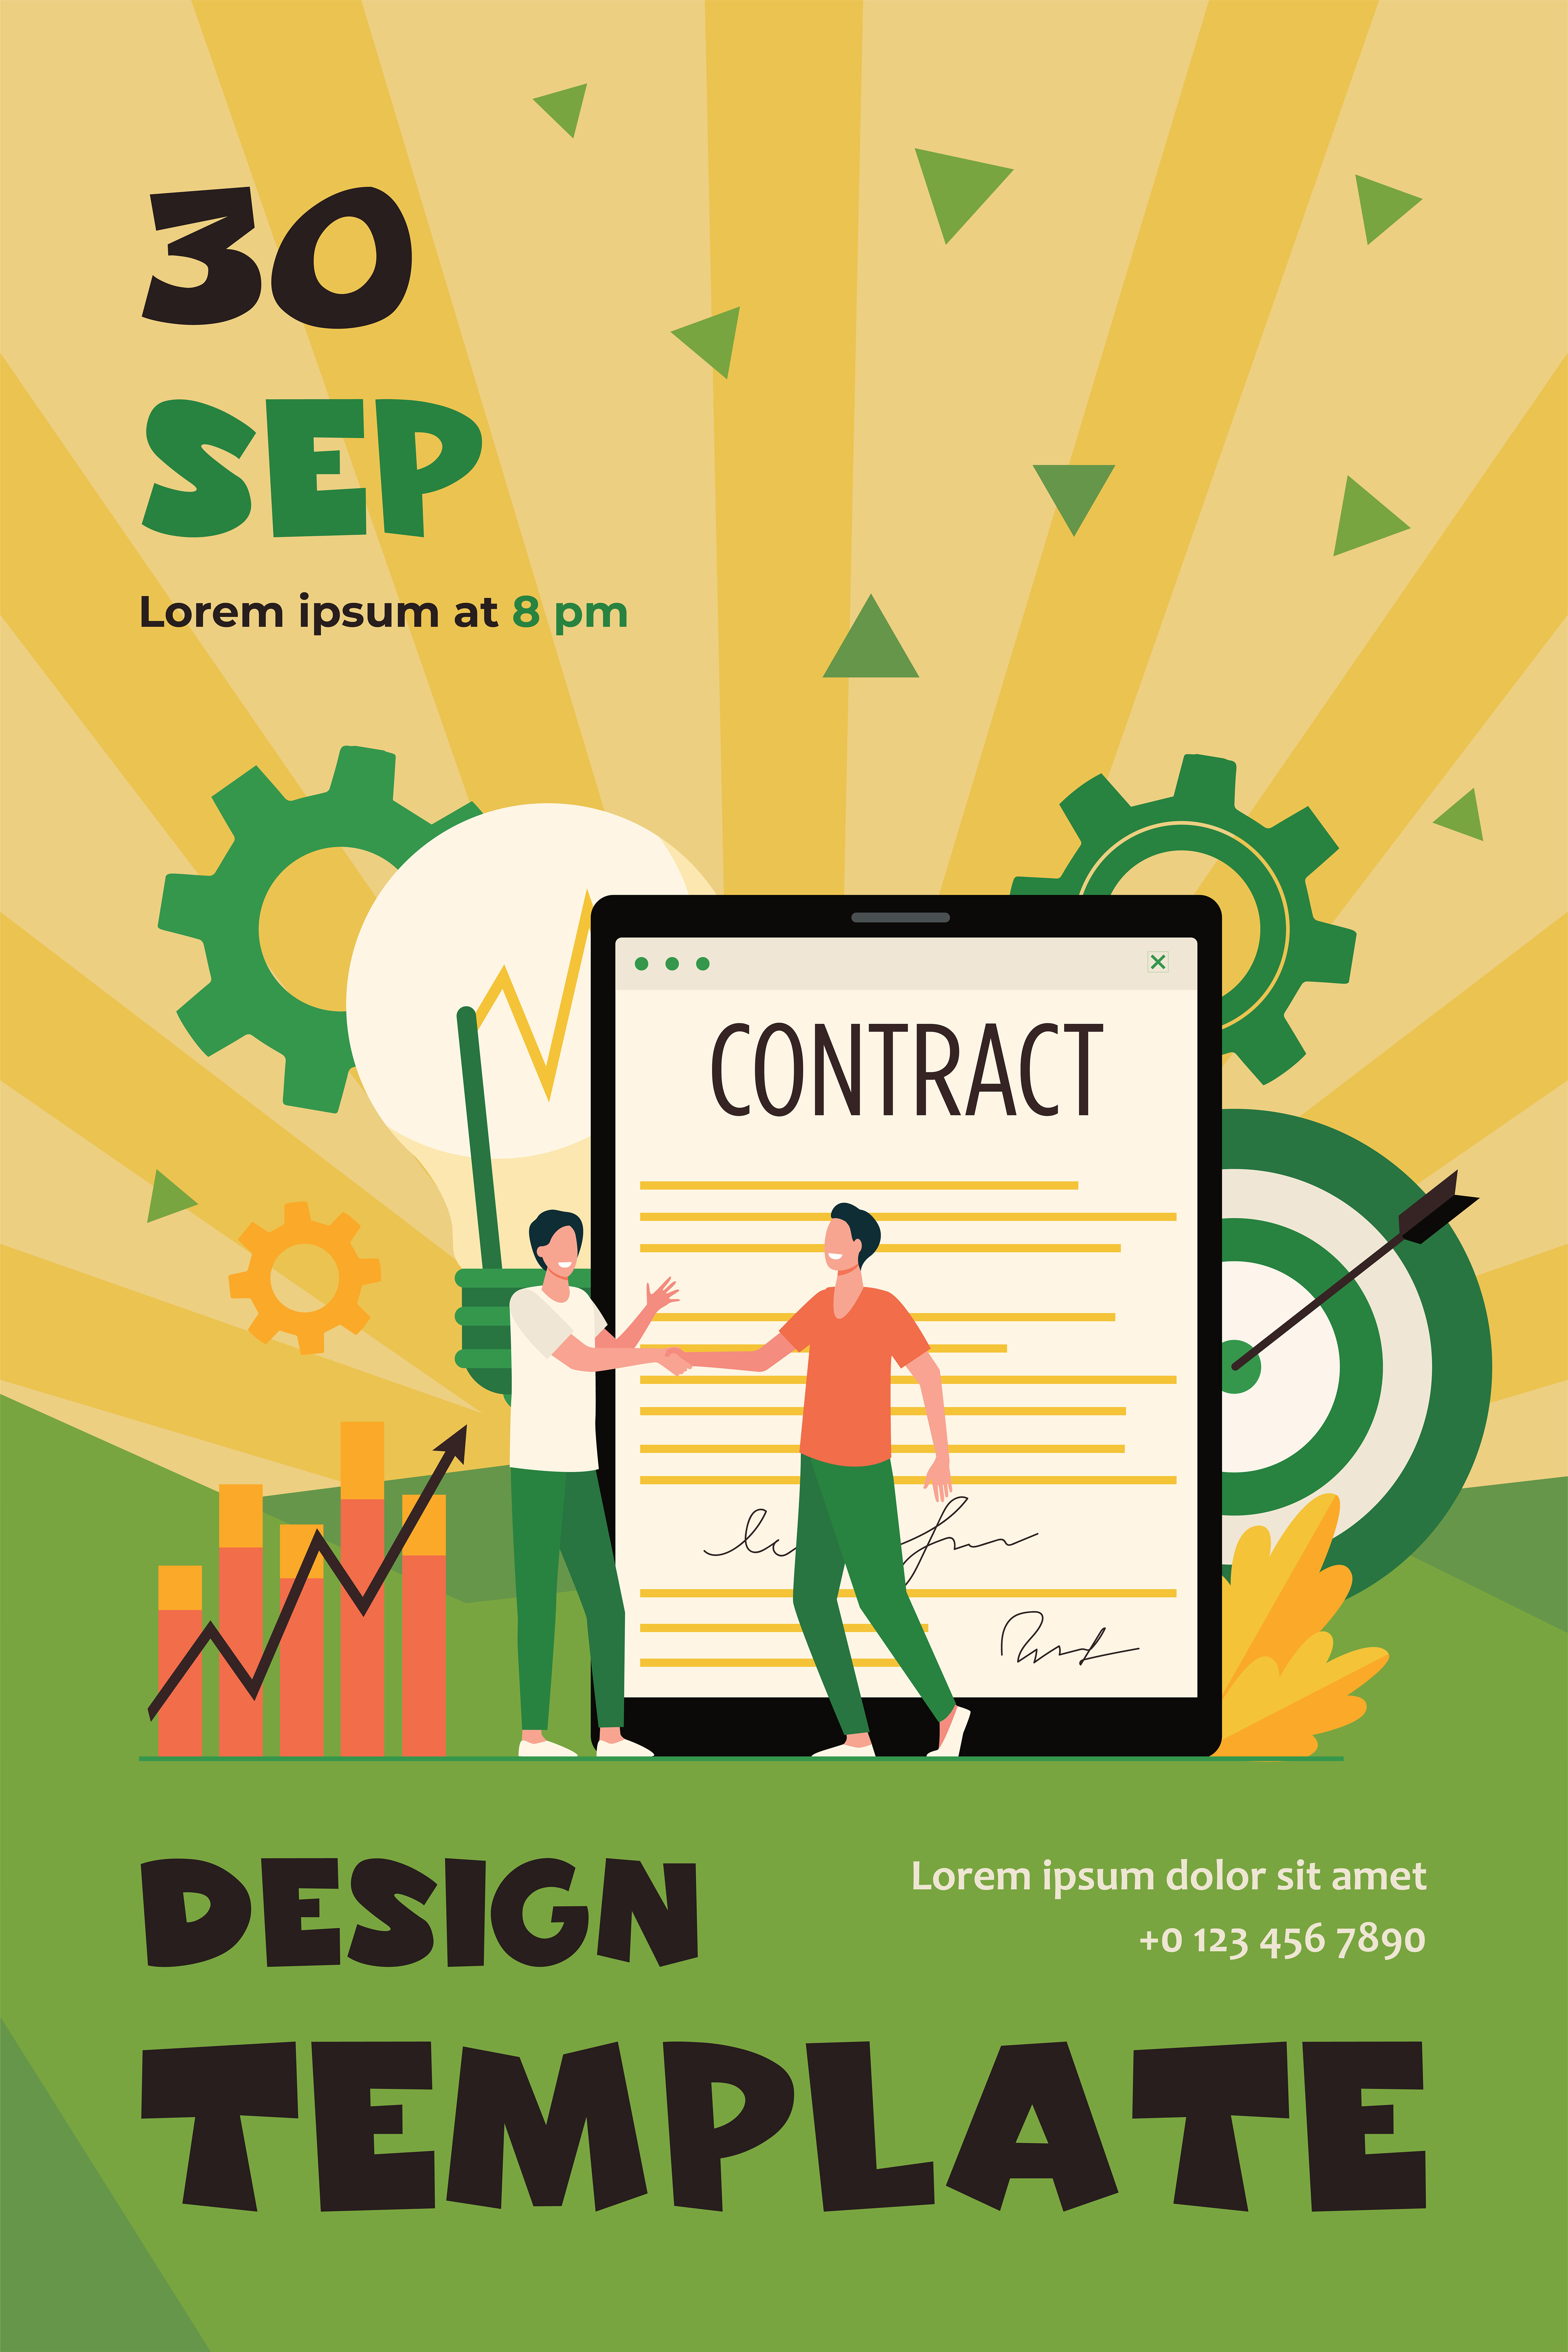 30
SEP
Lorem ipsum at 8 pm
CONTRACT
DESIGN
TEMPLATE
Lorem ipsum dolor sit amet
+0 123 456 7890